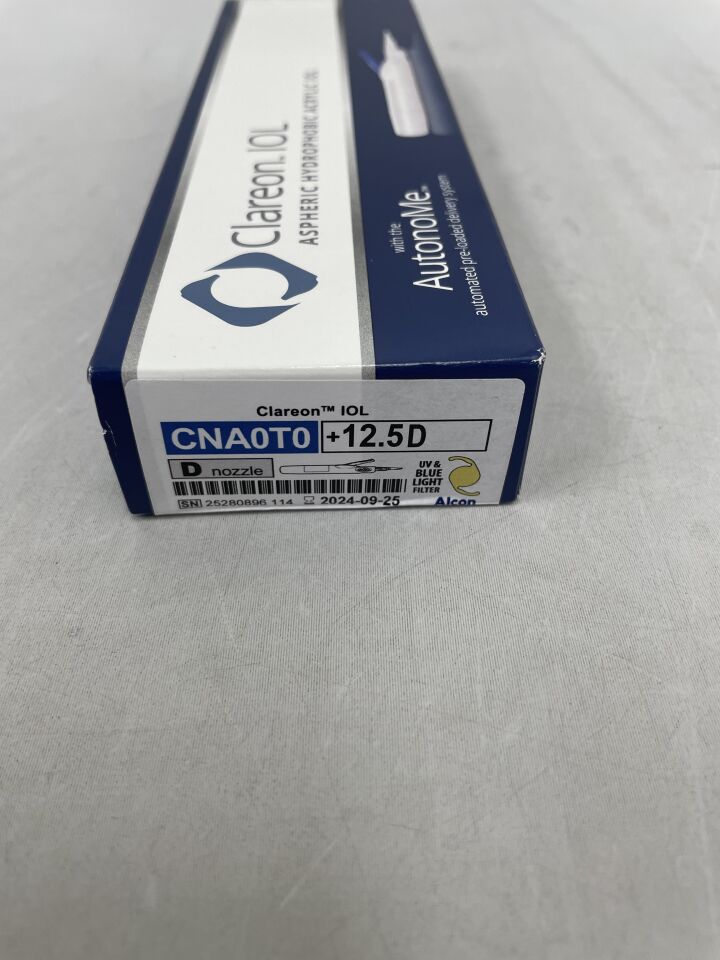 Clareon. IOL
ASPHERIC HYDROPHOBIC ACRYLIC IOL
with the
AutonoMe™
automated pre-loaded delivery system
Clareon™ IOL
CNA0T0 +12.5D
D nozzle
UV &
BLUE
LIGHT
FILTER
SN 25280896 114 2024-09-25
Alcon